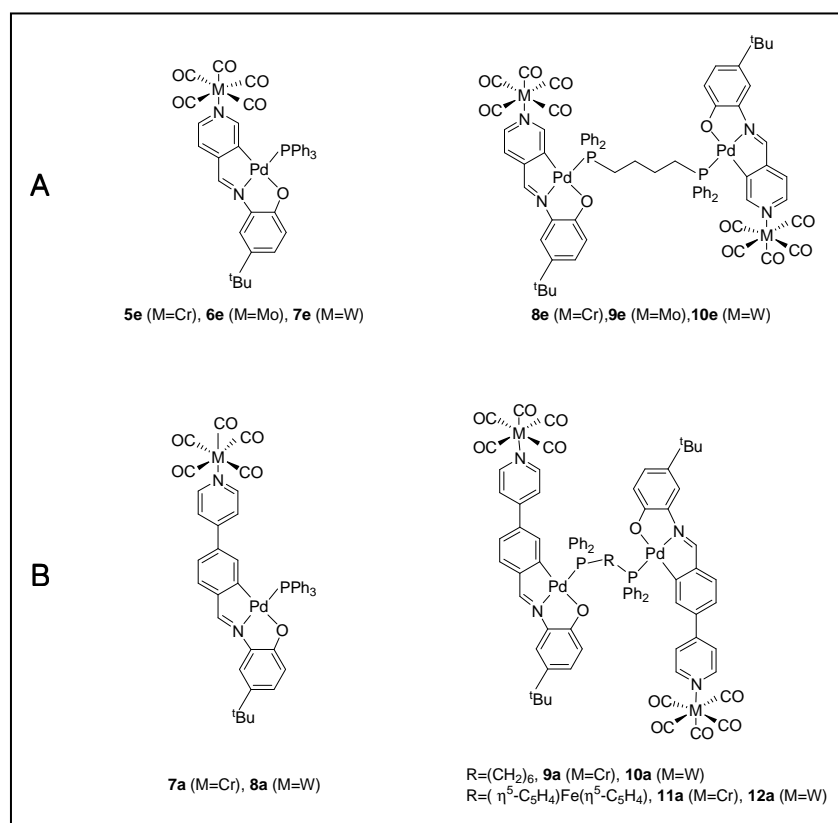 A
CO
OC CO
M
OC CO
N
PPh₃
Pd
N O
ᵗBu
5e (M=Cr), 6e (M=Mo), 7e (M=W)
CO
OC CO
M
OC CO
N
Ph₂
P
Pd
N O
ᵗBu
ᵗBu
O N
Pd
P
Ph₂
N
OC CO
M
OC CO
CO
8e (M=Cr),9e (M=Mo),10e (M=W)
B
CO
OC CO
M
OC CO
N
PPh₃
Pd
N O
ᵗBu
7a (M=Cr), 8a (M=W)
CO
OC CO
M
OC CO
N
Ph₂
P R
Pd
N O
ᵗBu
ᵗBu
O N
Pd
P
Ph₂
N
OC CO
M
OC CO
CO
R=(CH₂)₆, 9a (M=Cr), 10a (M=W)
R=( η⁵-C₅H₄)Fe(η⁵-C₅H₄), 11a (M=Cr), 12a (M=W)